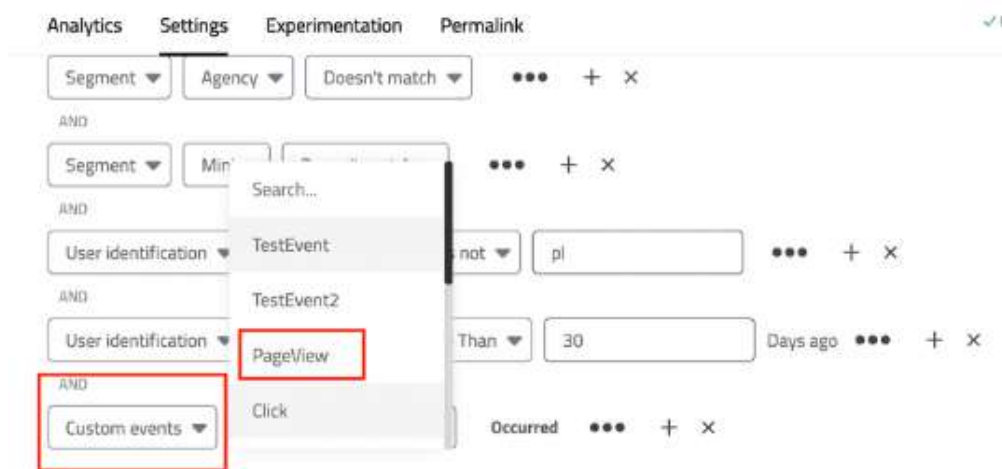 Analytics Settings Experimentation Permalink
Segment Agency Doesn't match
AND
Segment
Search...
AND
User identification TestEvent not pl
AND
TestEvent2
User identification PageView Than 30 Days ago
AND
Click
Custom events Occurred